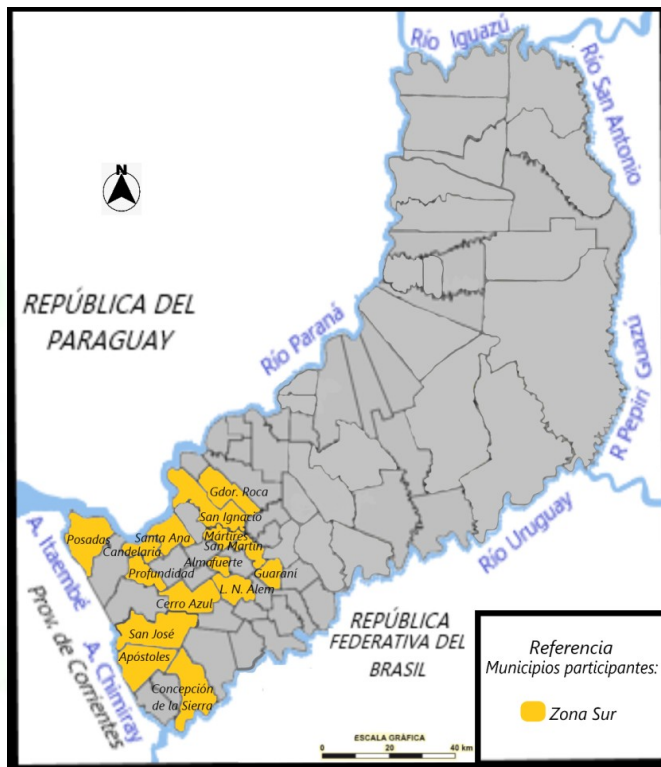 Río Iguazú
Río San Antonio
N
REPÚBLICA DEL
PARAGUAY
Río Paraná
R Pepirí Guazú
Río Uruguay
Gdor. Roca
San Ignacio
Posadas
Santa Ana
Mártires
Candelaria
San Martín
Profundidad
Almafuerte
Guaraní
L. N. Alem
Cerro Azul
San José
Apóstoles
Concepción
de la Sierra
A. Itaembé
A. Chimiray
Prov. de Corrientes
REPÚBLICA
FEDERATIVA DEL
BRASIL
Referencia
Municipios participantes:
Zona Sur
ESCALA GRÁFICA
0 20 40 km